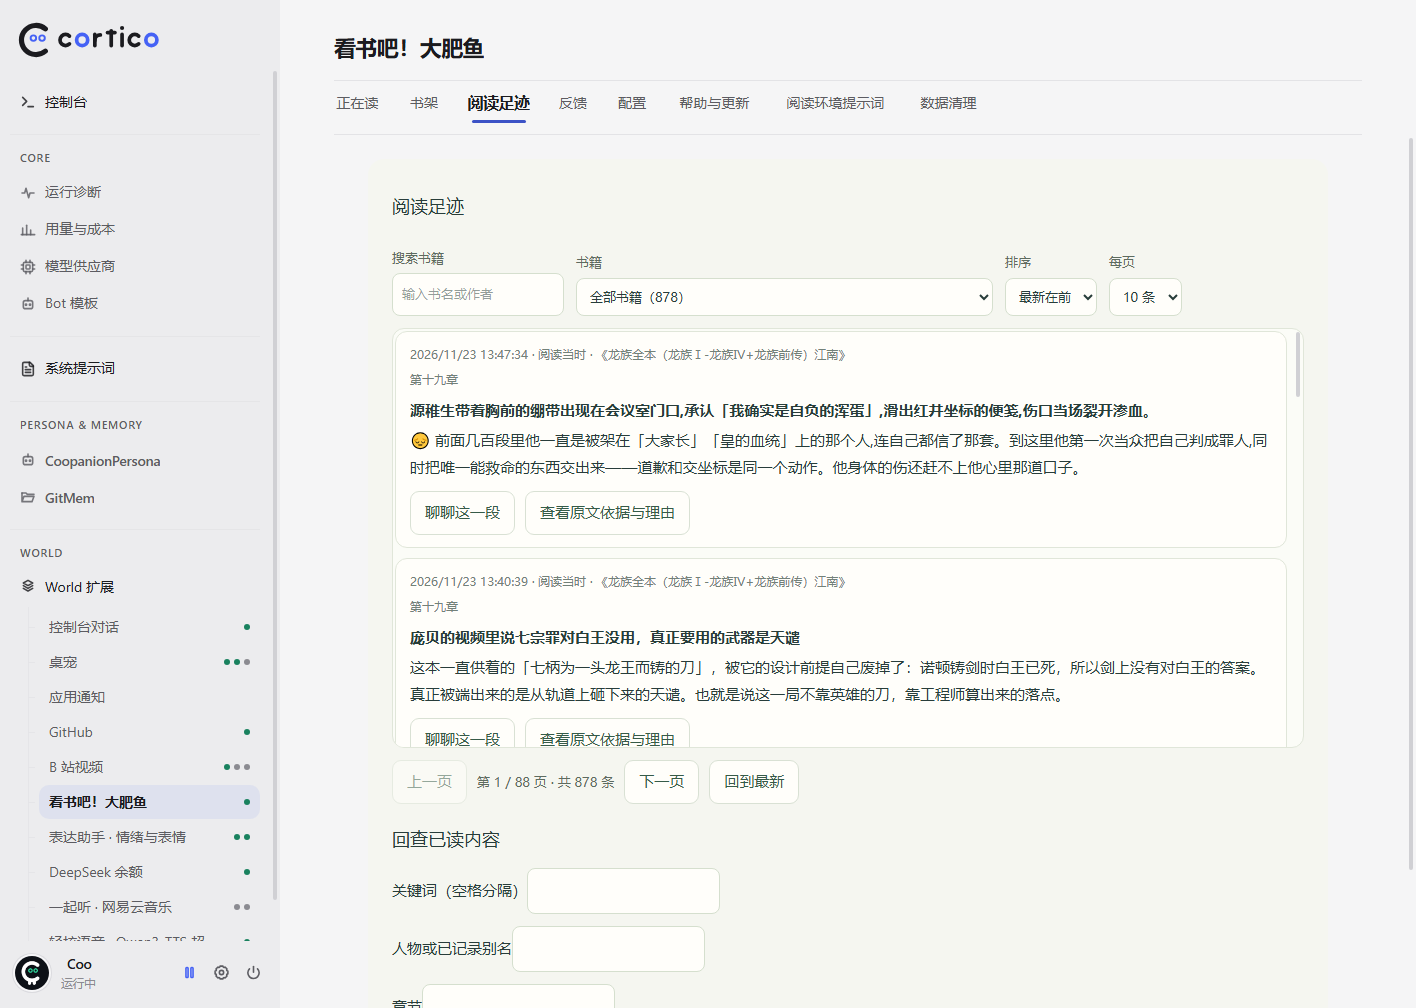 cortico
控制台
CORE
运行诊断
用量与成本
模型供应商
Bot 模板
系统提示词
PERSONA & MEMORY
CoopanionPersona
GitMem
WORLD
World 扩展
控制台对话
桌宠
应用通知
GitHub
B 站视频
看书吧！大肥鱼
表达助手 · 情绪与表情
DeepSeek 余额
一起听 · 网易云音乐
Coo
运行中
看书吧！大肥鱼
正在读 书架 阅读足迹 反馈 配置 帮助与更新 阅读环境提示词 数据清理
阅读足迹
搜索书籍 书籍 排序 每页
输入书名或作者 全部书籍（878） 最新在前 10 条
2026/11/23 13:47:34 · 阅读当时 · 《龙族全本（龙族 I -龙族IV+龙族前传）江南》
第十九章
源稚生带着胸前的绷带出现在会议室门口,承认「我确实是自负的浑蛋」,滑出红井坐标的便笺,伤口当场裂开渗血。
😔 前面几百段里他一直是被架在「大家长」「皇的血统」上的那个人,连自己都信了那套。到这里他第一次当众把自己判成罪人,同
时把唯一能救命的东西交出来——道歉和交坐标是同一个动作。他身体的伤还赶不上他心里那道口子。
聊聊这一段 查看原文依据与理由
2026/11/23 13:40:39 · 阅读当时 · 《龙族全本（龙族 I -龙族IV+龙族前传）江南》
第十九章
庞贝的视频里说七宗罪对白王没用，真正要用的武器是天谴
这本一直供着的「七柄为一头龙王而铸的刀」，被它的设计前提自己废掉了：诺顿铸剑时白王已死，所以剑上没有对白王的答案。
真正被端出来的是从轨道上砸下来的天谴。也就是说这一局不靠英雄的刀，靠工程师算出来的落点。
聊聊这一段 查看原文依据与理由
上一页 第 1 / 88 页 · 共 878 条 下一页 回到最新
回查已读内容
关键词（空格分隔）
人物或已记录别名
章节